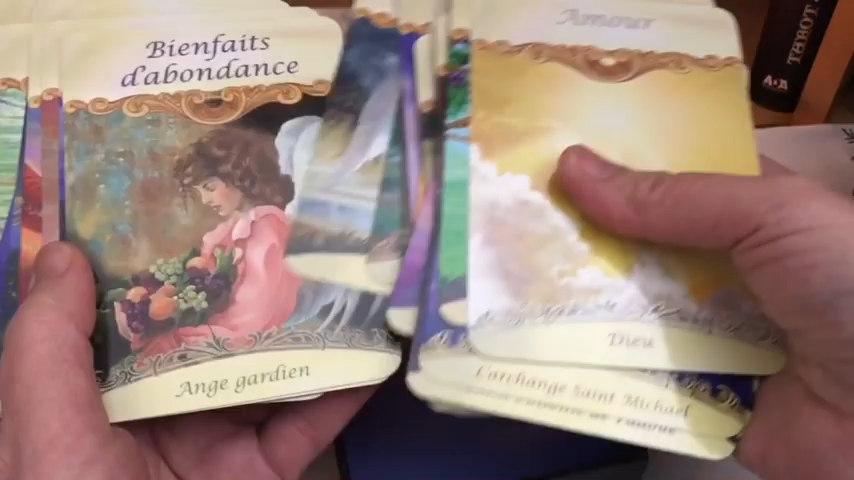 Bienfaits
d'abondance
Ange gardien
Amour
Dieu
L'archange Saint Michael
TAROT